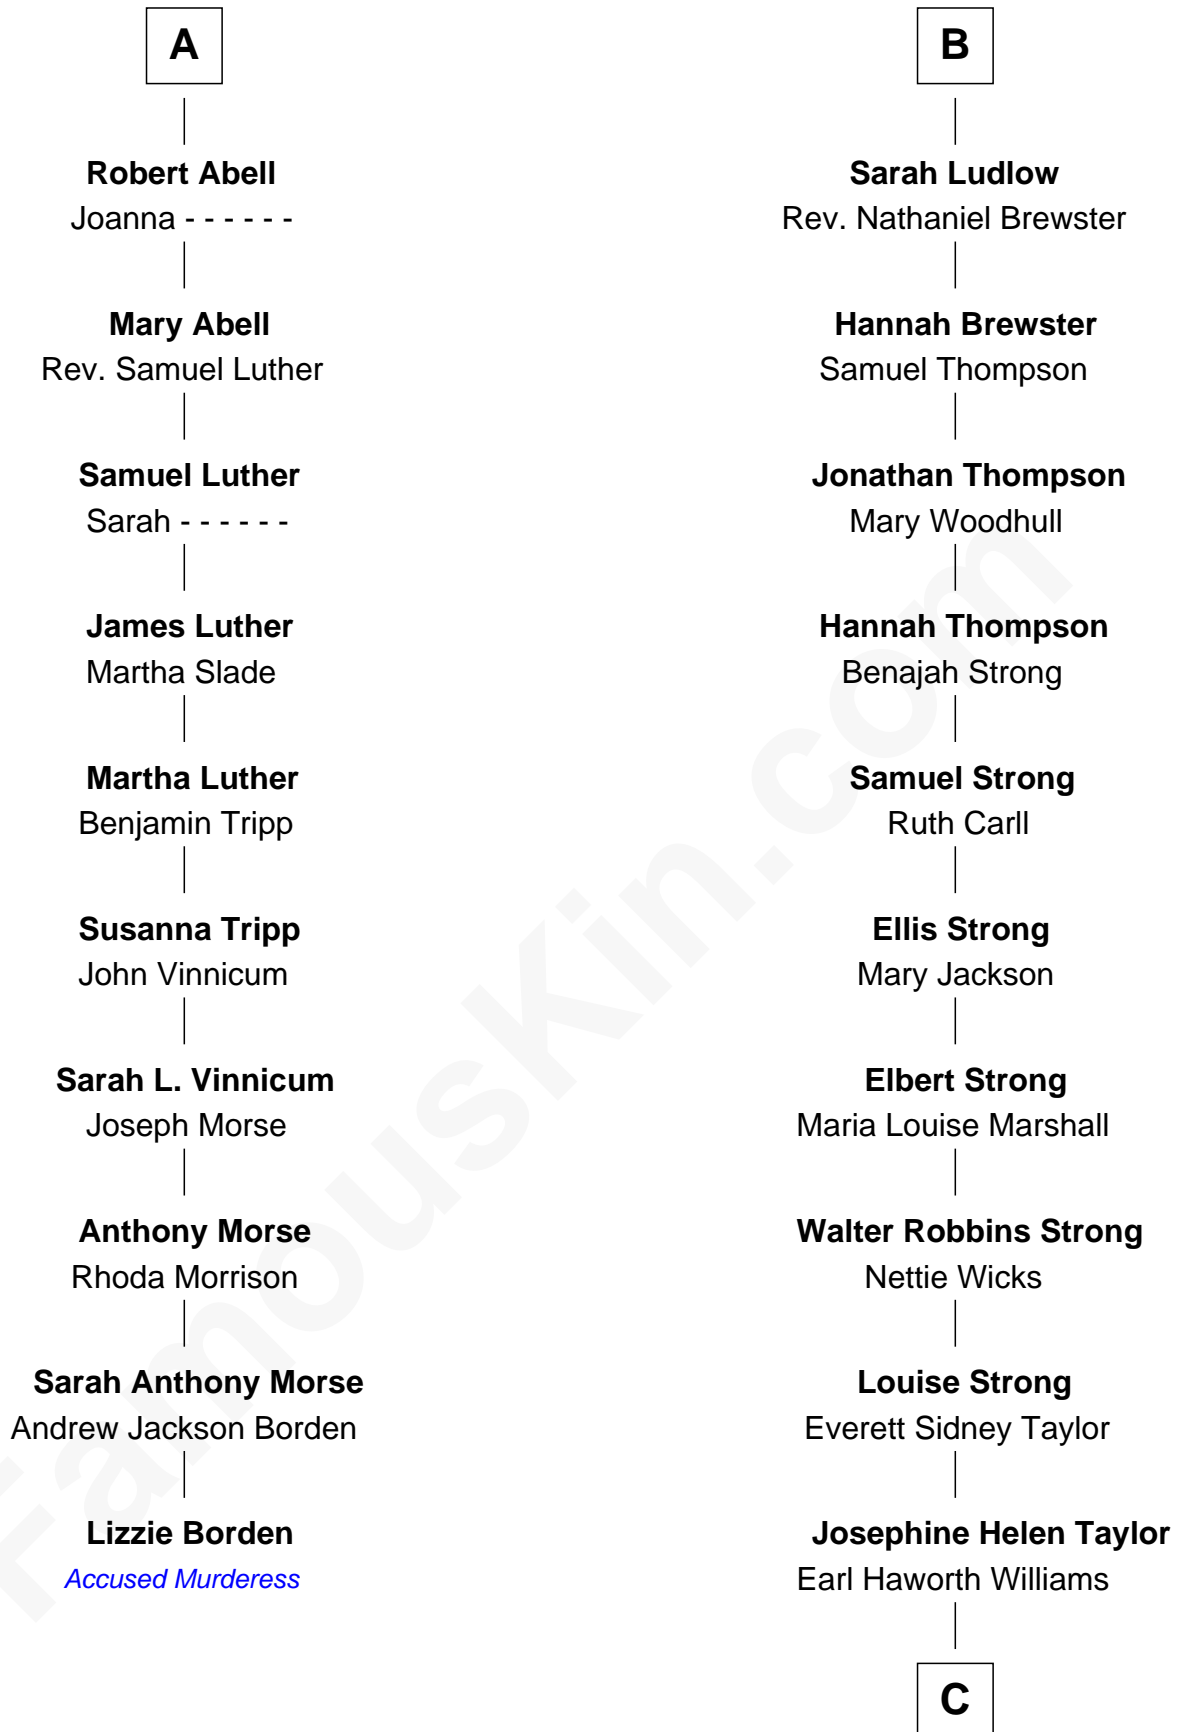 A
Robert Abell
Joanna - - - - - -
Mary Abell
Rev. Samuel Luther
Samuel Luther
Sarah - - - - - -
James Luther
Martha Slade
Martha Luther
Benjamin Tripp
Susanna Tripp
John Vinnicum
Sarah L. Vinnicum
Joseph Morse
Anthony Morse
Rhoda Morrison
Sarah Anthony Morse
Andrew Jackson Borden
Lizzie Borden
Accused Murderess
B
Sarah Ludlow
Rev. Nathaniel Brewster
Hannah Brewster
Samuel Thompson
Jonathan Thompson
Mary Woodhull
Hannah Thompson
Benajah Strong
Samuel Strong
Ruth Carll
Ellis Strong
Mary Jackson
Elbert Strong
Maria Louise Marshall
Walter Robbins Strong
Nettie Wicks
Louise Strong
Everett Sidney Taylor
Josephine Helen Taylor
Earl Haworth Williams
C
FamousKin.com